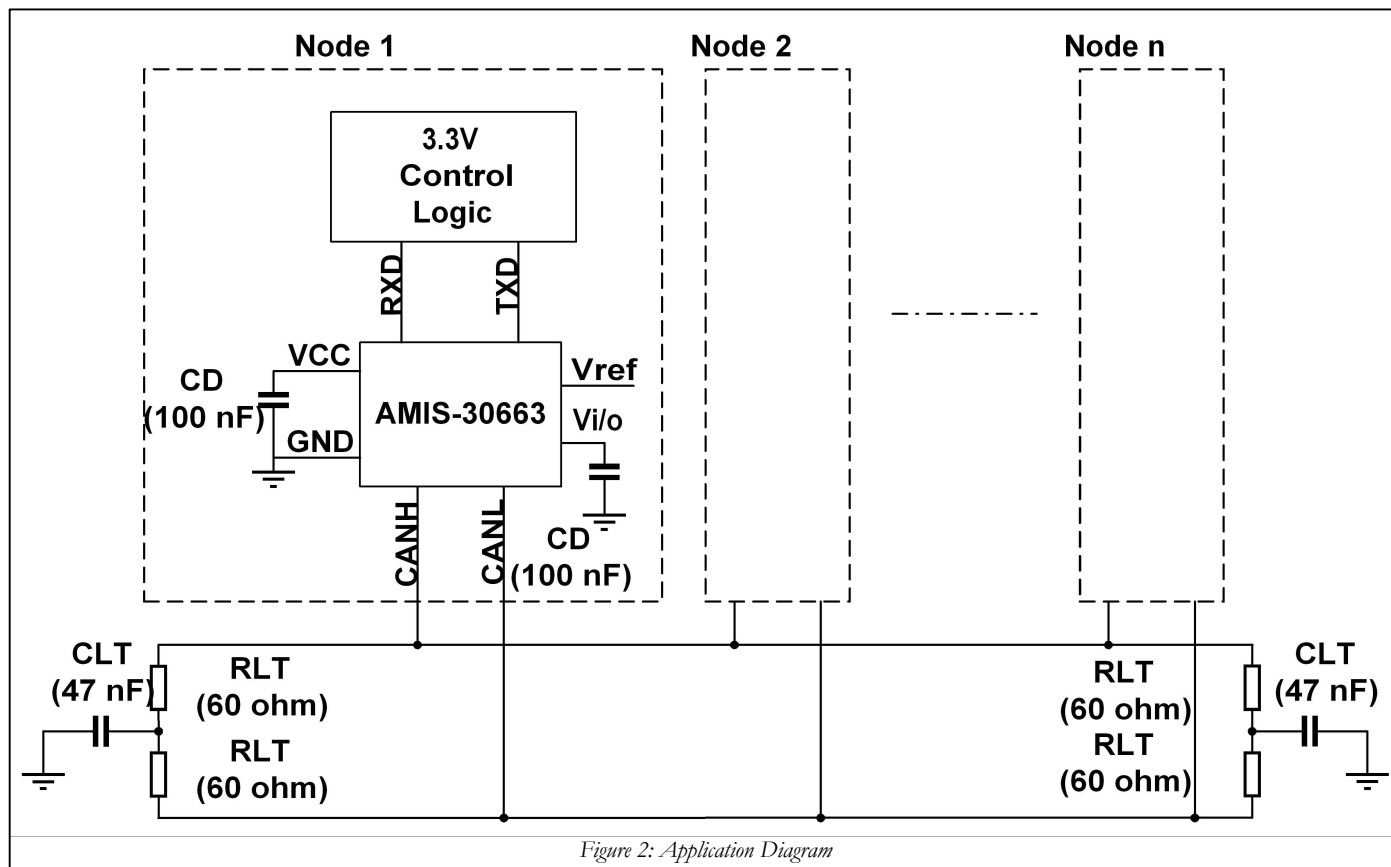 Node 1
Node 2
Node n
3.3V
Control
Logic
RXD
TXD
VCC
Vref
CD
(100 nF)
AMIS-30663
Vi/o
GND
CANH
CANL
CD
(100 nF)
CLT
(47 nF)
RLT
(60 ohm)
RLT
(60 ohm)
RLT
(60 ohm)
RLT
(60 ohm)
CLT
(47 nF)
Figure 2: Application Diagram